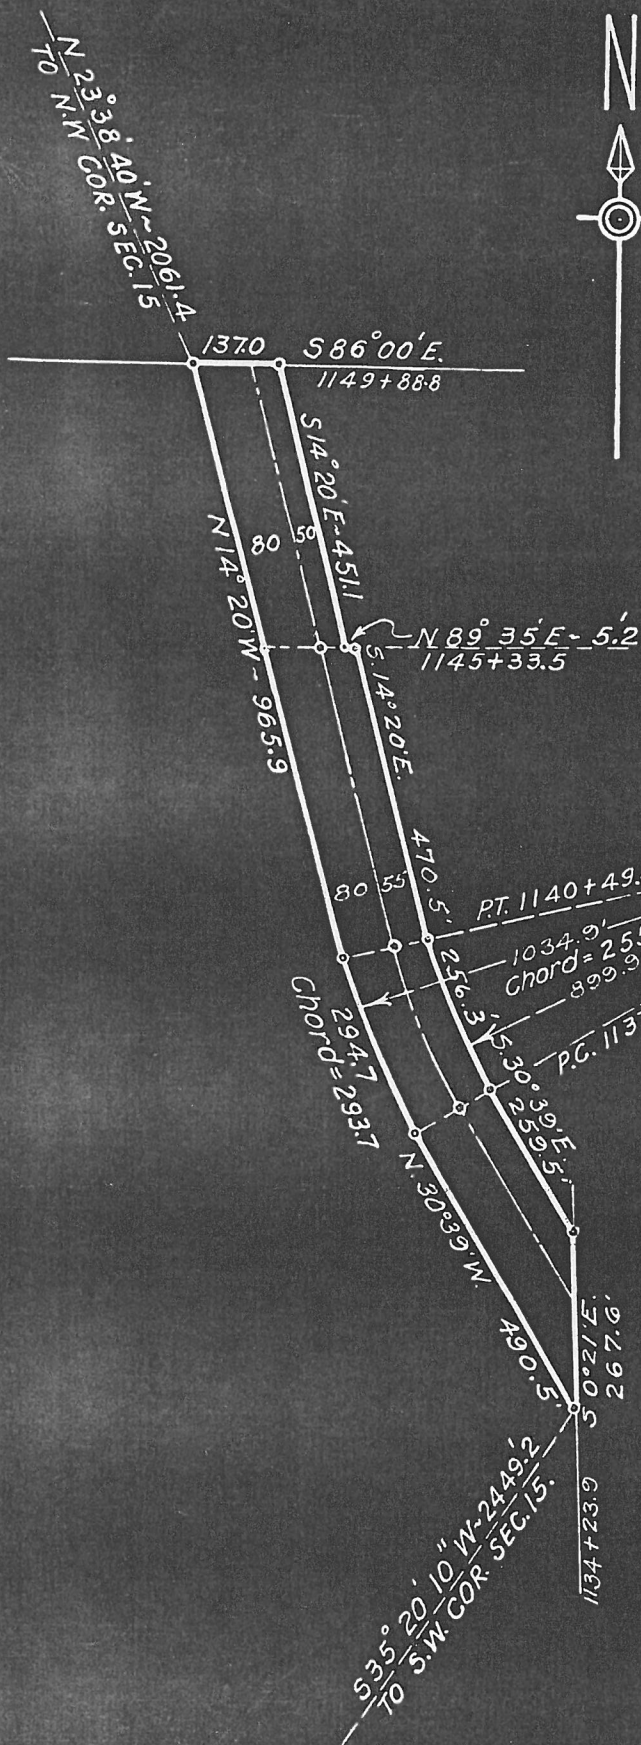 N
N 23° 38' 40" W ~ 2061.4
TO N.W COR. SEC. 15
137.0
S 86° 00' E.
1149 + 88.8
S 14° 20' E ~ 451.1
80
50
N 14° 20' W ~ 965.9
N 89° 35' E - 5.2'
1145 + 33.5
S. 14° 20' E.
470.5'
80
55
P.T. 1140 + 49.
1034.9'
Chord = 255
899.9
256.3'
P.C. 113
294.7
Chord = 293.7
S. 30° 39' E.
259.5'
N. 30° 39' W.
490.5'
S 0° 21' E.
267.6'
S 35° 20' 10" W ~ 2449.2'
TO S.W. COR. SEC. 15.
1134 + 23.9